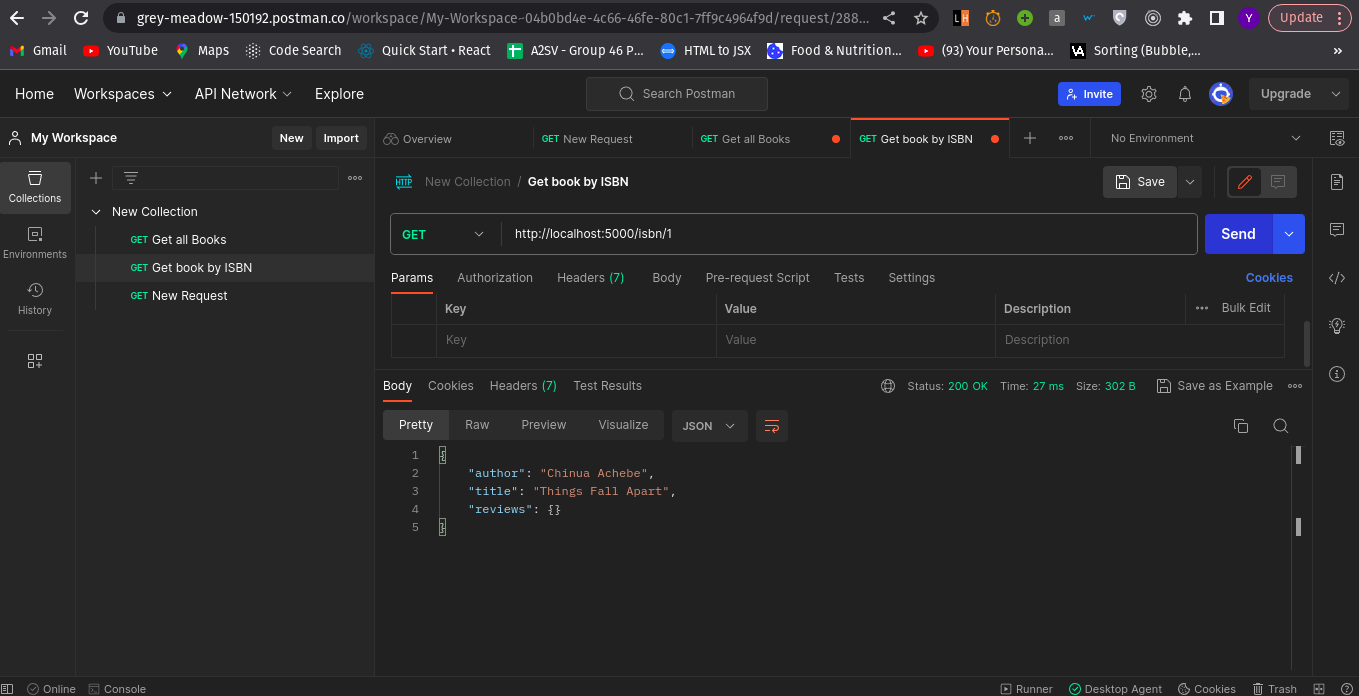 grey-meadow-150192.postman.co/workspace/My-Workspace~04b0bd4e-4c66-46fe-80c1-7ff9c4964f9d/request/288... LH a w Y Update
Gmail YouTube Maps Code Search Quick Start • React A2SV - Group 46 P... HTML to JSX Food & Nutrition... (93) Your Persona... VA Sorting (Bubble,... »
Home Workspaces API Network Explore Search Postman Invite Upgrade
My Workspace New Import Overview GET New Request GET Get all Books GET Get book by ISBN No Environment
Collections
Environments
History
New Collection
GET Get all Books
GET Get book by ISBN
GET New Request
HTTP New Collection / Get book by ISBN Save
GET http://localhost:5000/isbn/1 Send
Params Authorization Headers (7) Body Pre-request Script Tests Settings Cookies
Key Value Description Bulk Edit
Key Value Description
Body Cookies Headers (7) Test Results Status: 200 OK Time: 27 ms Size: 302 B Save as Example
Pretty Raw Preview Visualize JSON
1 {
2 "author": "Chinua Achebe",
3 "title": "Things Fall Apart",
4 "reviews": {}
5 }
Online Console Runner Desktop Agent Cookies Trash